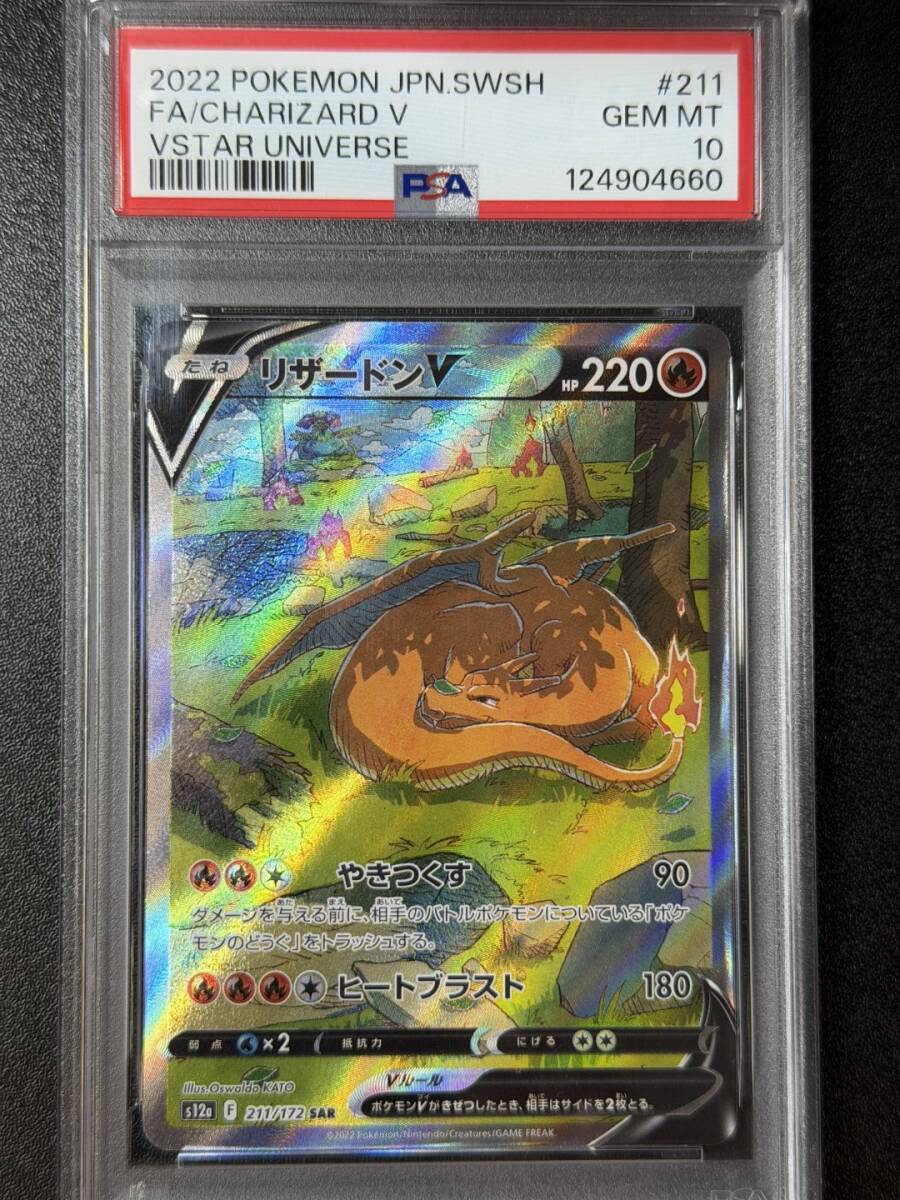 2022 POKEMON JPN.SWSH #211
FA/CHARIZARD V GEM MT
VSTAR UNIVERSE 10
PSA 124904660
たね リザードンV HP 220
やきつくす 90
ダメージを与える前に、相手のバトルポケモンについている「ポケ
モンのどうぐ」をトラッシュする。
ヒートブラスト 180
弱点 ×2 抵抗力 にげる
Illus.Oswaldo KATO
Vルール
s12a F 211/172 SAR
ポケモンVがきぜつしたとき、相手はサイドを2枚とる。
©2022 Pokémon/Nintendo/Creatures/GAME FREAK.